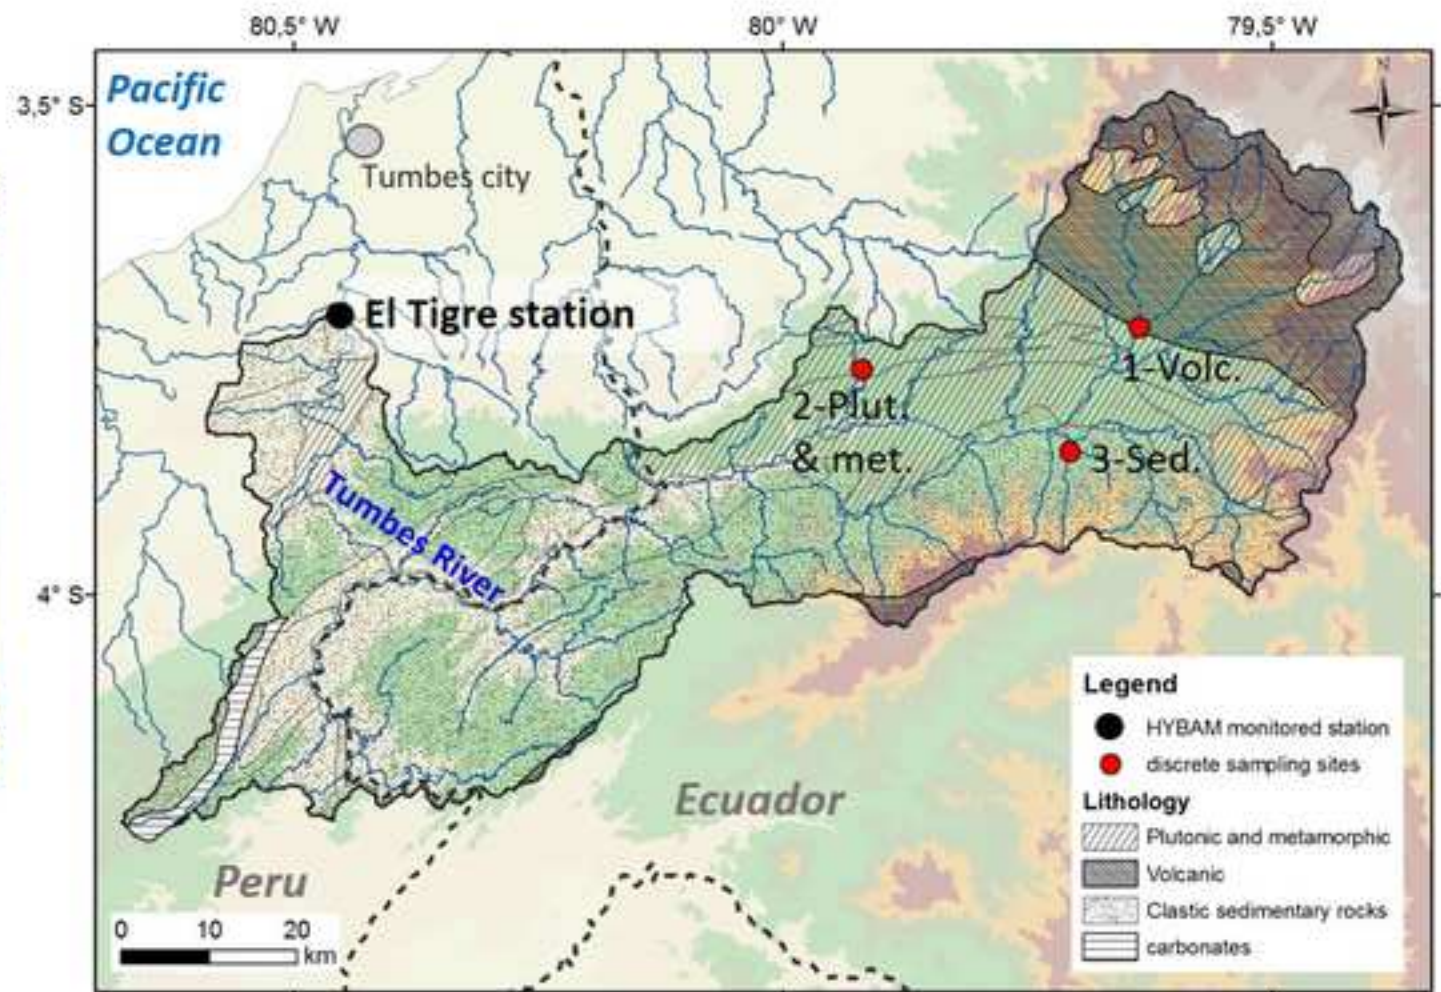 80,5° W
80° W
79,5° W
3,5° S
Pacific
Ocean
Tumbes city
El Tigre station
1-Volc.
2-Plut.
& met.
3-Sed.
Tumbes River
4° S
Ecuador
Peru
0 10 20
km
Legend
HYBAM monitored station
discrete sampling sites
Lithology
Plutonic and metamorphic
Volcanic
Clastic sedimentary rocks
carbonates